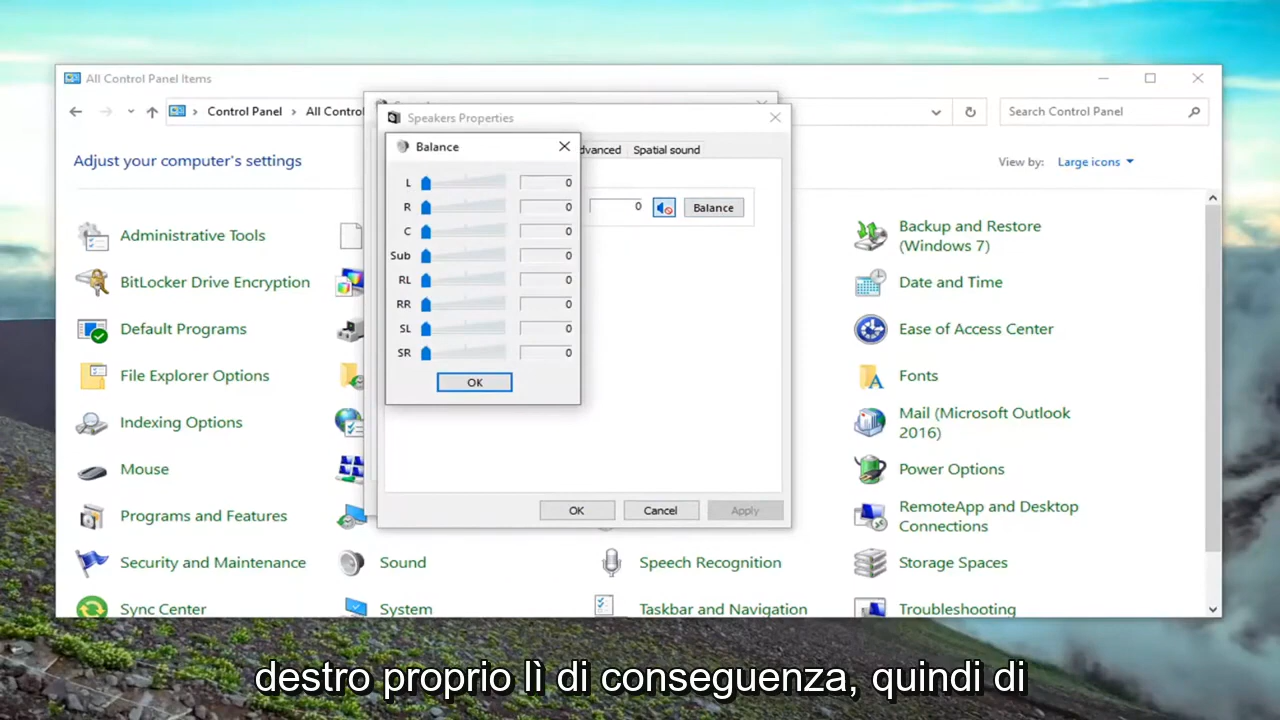 All Control Panel Items
Control Panel > All Control
Search Control Panel
Adjust your computer's settings
View by: Large icons
Speakers Properties
Spatial sound
Balance
L 0
R 0
C 0
Sub 0
RL 0
RR 0
SL 0
SR 0
OK
0 Balance
OK Cancel Apply
Administrative Tools
BitLocker Drive Encryption
Default Programs
File Explorer Options
Indexing Options
Mouse
Programs and Features
Security and Maintenance
Sync Center
Sound
System
Speech Recognition
Taskbar and Navigation
Backup and Restore
(Windows 7)
Date and Time
Ease of Access Center
Fonts
Mail (Microsoft Outlook
2016)
Power Options
RemoteApp and Desktop
Connections
Storage Spaces
Troubleshooting
destro proprio lì di conseguenza, quindi di